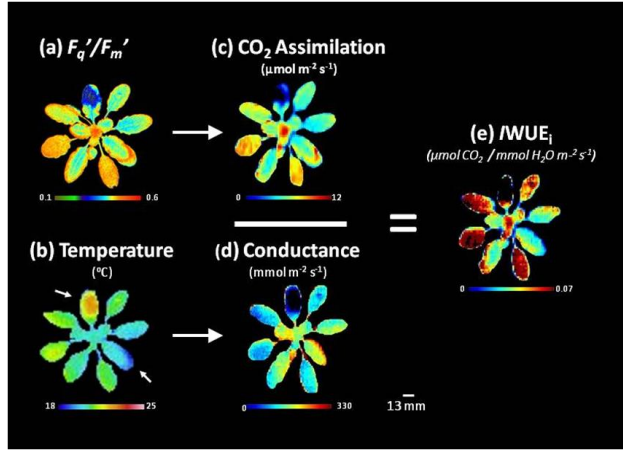 (a) Fq’/Fm’
0.1 0.6
(c) CO2 Assimilation
(μmol m-2 s-1)
0 12
(b) Temperature
(ºC)
18 25
(d) Conductance
(mmol m-2 s-1)
0 330
=
(e) IWUEi
(μmol CO2 / mmol H2O m-2 s-1)
0 0.07
13 mm